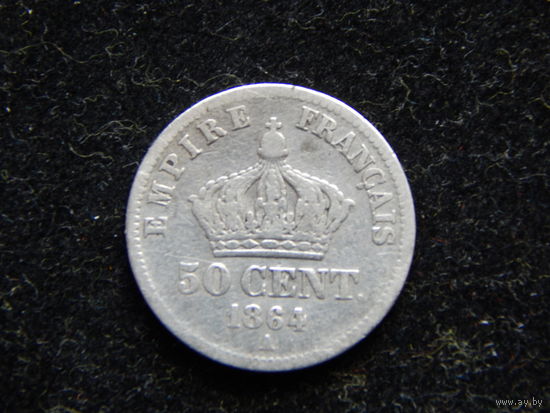 EMPIRE FRANÇAIS
50 CENT.
1864
A
www.ay.by